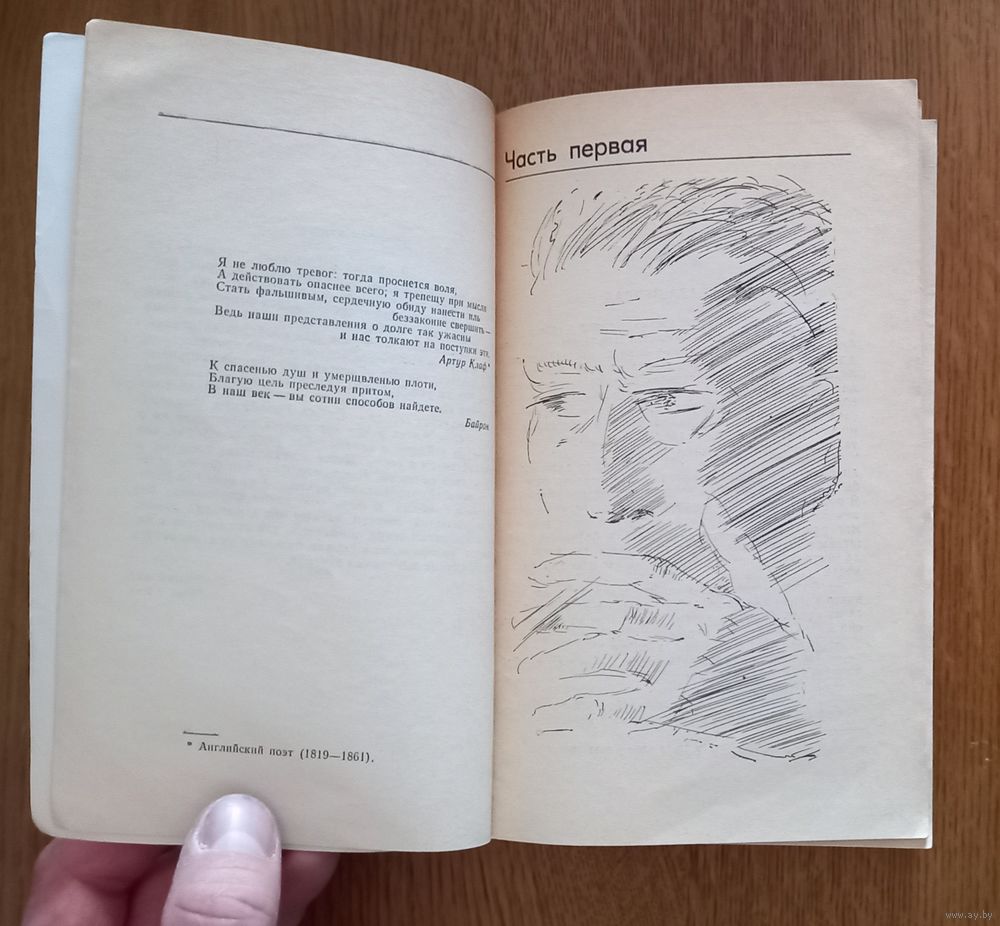 Я не люблю тревог: тогда проснется воля,
А действовать опаснее всего; я трепещу при мысли
Стать фальшивым, сердечную обиду нанести иль
беззаконие свершить —
Ведь наши представления о долге так ужасны
и нас толкают на поступки эти.
Артур Клаф*
К спасенью душ и умерщвленью плоти,
Благую цель преследуя притом,
В наш век — вы сотни способов найдете.
Байрон
* Английский поэт (1819—1861).
Часть первая
www.ay.by